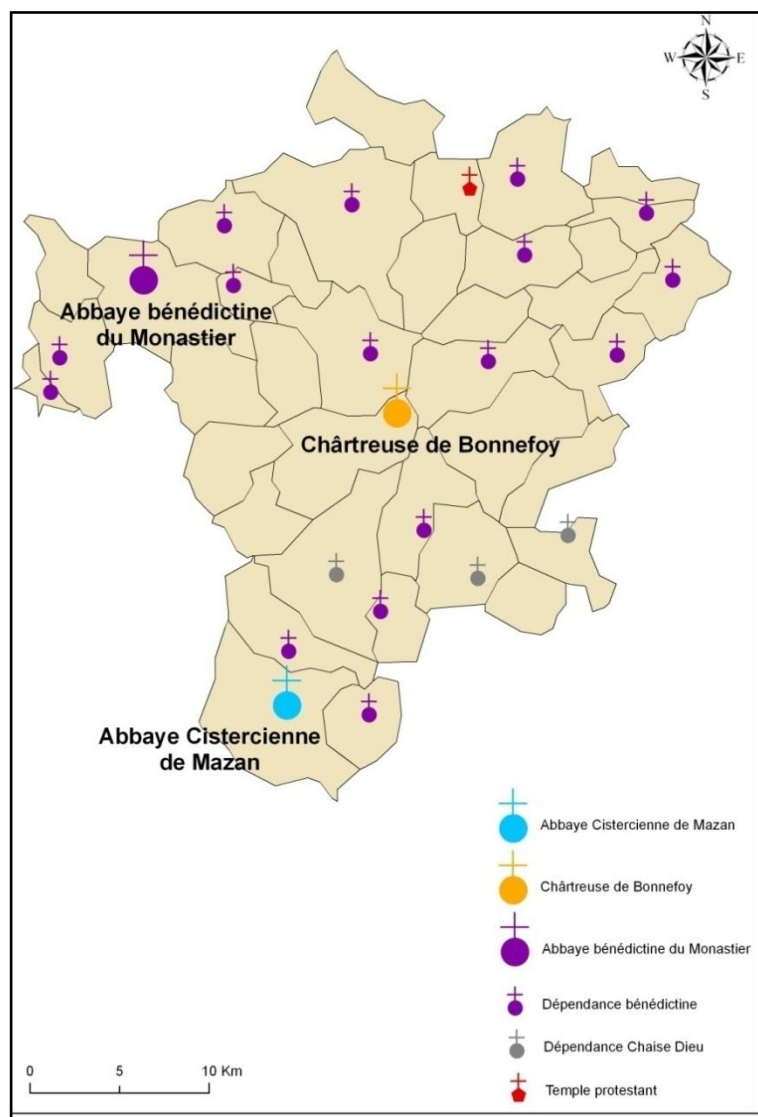 N
W E
S
Abbaye bénédictine
du Monastier
Chârtreuse de Bonnefoy
Abbaye Cistercienne
de Mazan
Abbaye Cistercienne de Mazan
Chârtreuse de Bonnefoy
Abbaye bénédictine du Monastier
Dépendance bénédictine
Dépendance Chaise Dieu
Temple protestant
0 5 10 Km